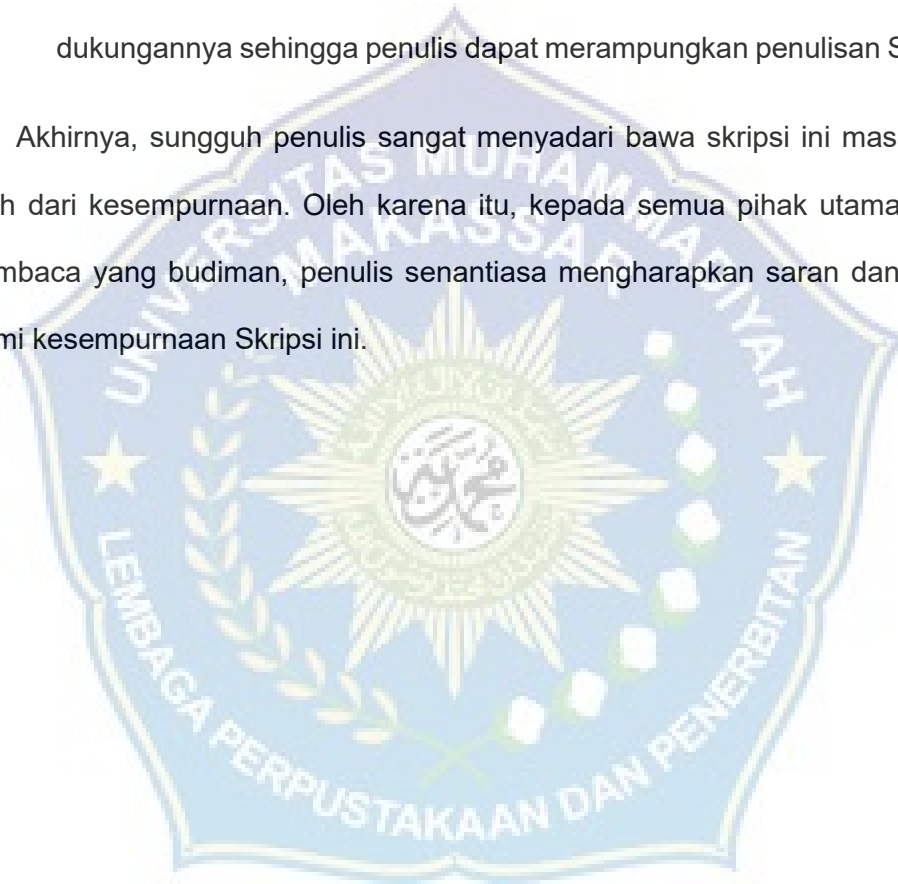 dukungannya sehingga penulis dapat merampungkan penulisan S
Akhirnya, sungguh penulis sangat menyadari bawa skripsi ini mas
h dari kesempurnaan. Oleh karena itu, kepada semua pihak utama
mbaca yang budiman, penulis senantiasa mengharapkan saran dan
mi kesempurnaan Skripsi ini.
UNIVERSITAS MUHAMMADIYAH
MAKASSAR
محمدية
LEMBAGA PERPUSTAKAAN DAN PENERBITAN